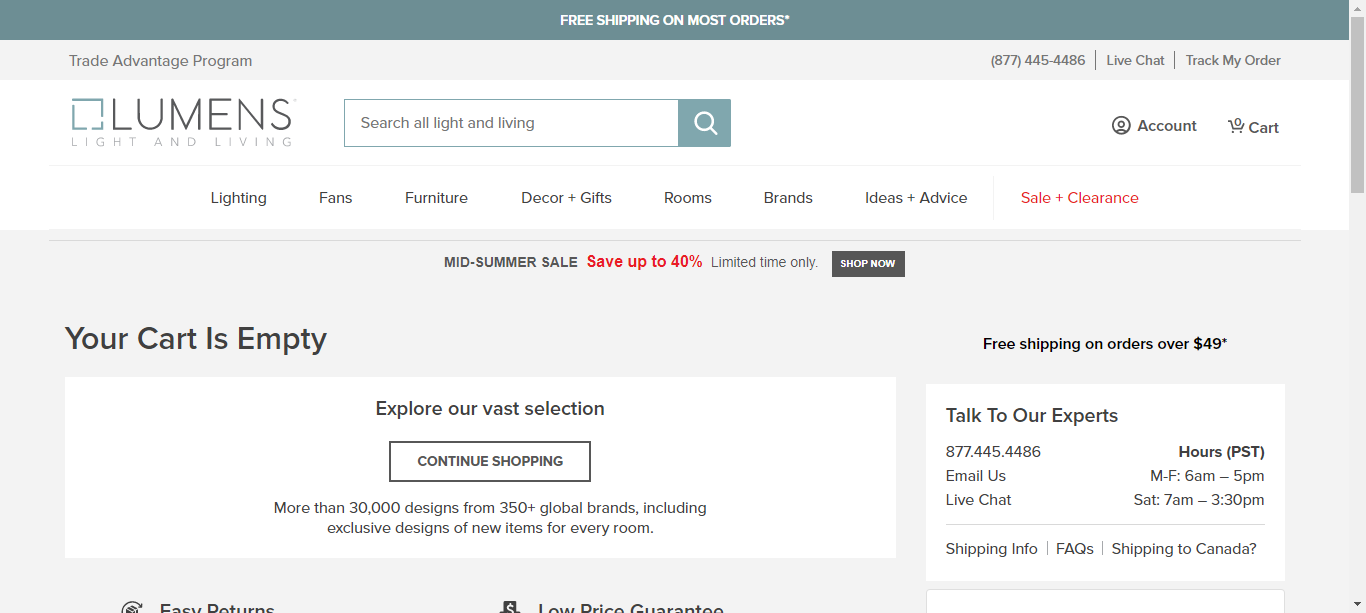 FREE SHIPPING ON MOST ORDERS*
Trade Advantage Program
(877) 445-4486 | Live Chat | Track My Order
LUMENS
LIGHT AND LIVING
Search all light and living
Account
0 Cart
Lighting Fans Furniture Decor + Gifts Rooms Brands Ideas + Advice Sale + Clearance
MID-SUMMER SALE Save up to 40% Limited time only. SHOP NOW
Your Cart Is Empty
Free shipping on orders over $49*
Explore our vast selection
CONTINUE SHOPPING
More than 30,000 designs from 350+ global brands, including
exclusive designs of new items for every room.
Talk To Our Experts
877.445.4486 Hours (PST)
Email Us M-F: 6am – 5pm
Live Chat Sat: 7am – 3:30pm
Shipping Info | FAQs | Shipping to Canada?
Easy Returns
Low Price Guarantee